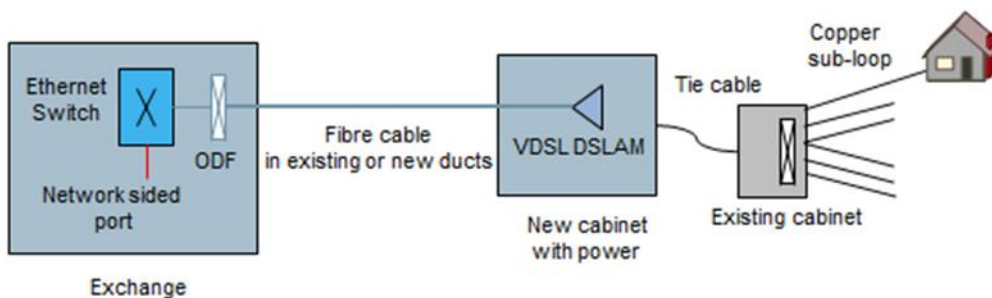 Ethernet
Switch
ODF
Network sided
port
Exchange
Fibre cable
in existing or new ducts
VDSL DSLAM
New cabinet
with power
Tie cable
Existing cabinet
Copper
sub-loop